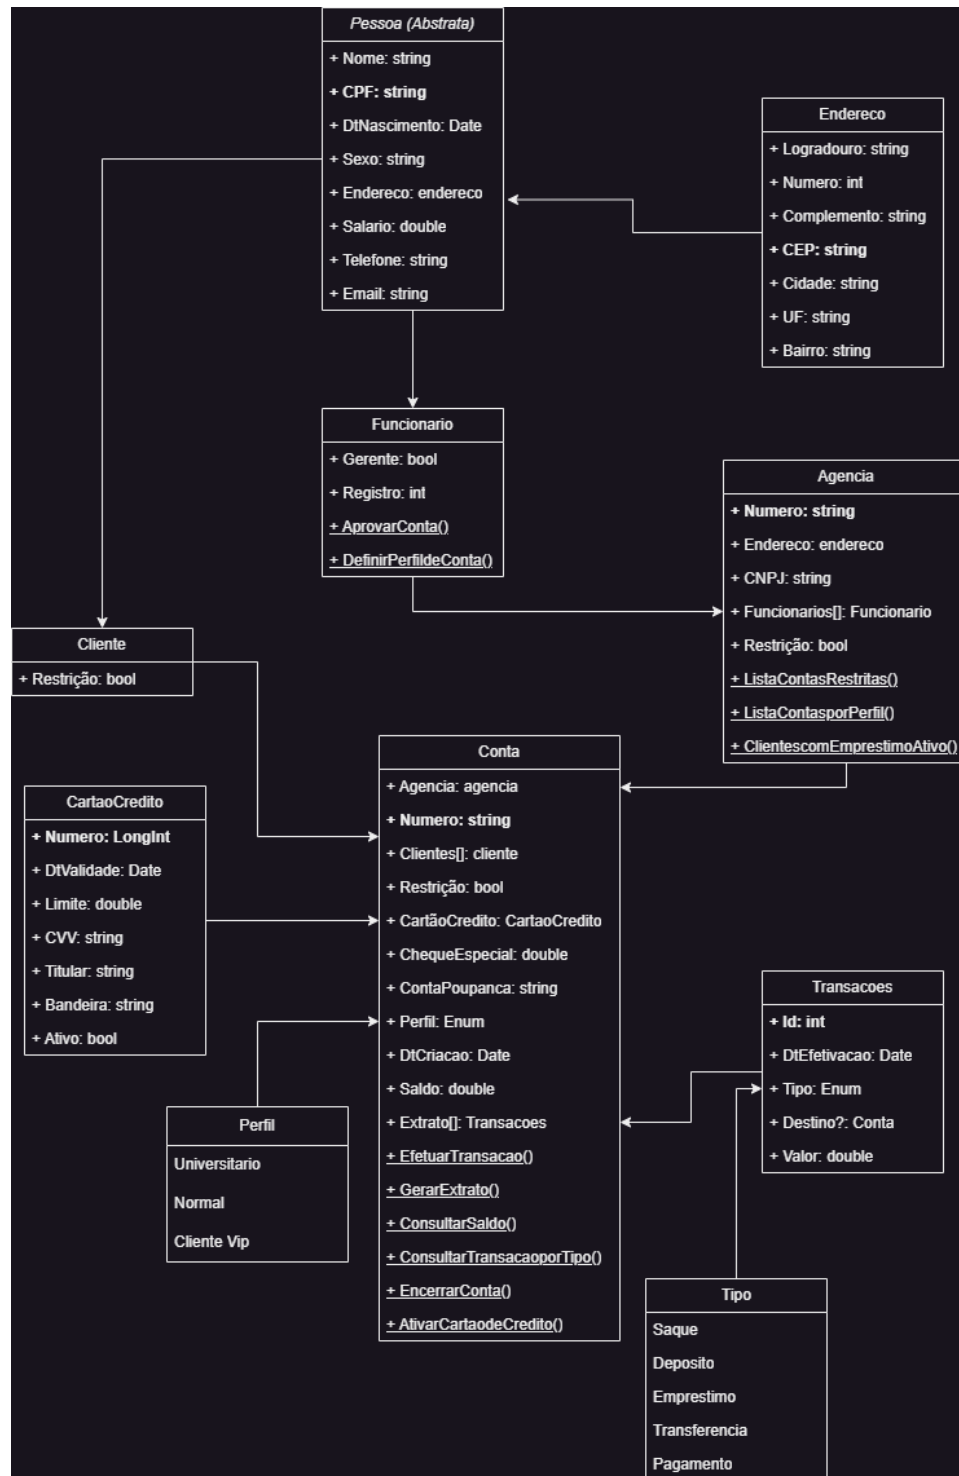 Pessoa (Abstrata)
+ Nome: string
+ CPF: string
+ DtNascimento: Date
+ Sexo: string
+ Endereco: endereco
+ Salario: double
+ Telefone: string
+ Email: string
Endereco
+ Logradouro: string
+ Numero: int
+ Complemento: string
+ CEP: string
+ Cidade: string
+ UF: string
+ Bairro: string
Funcionario
+ Gerente: bool
+ Registro: int
+ AprovarConta()
+ DefinirPerfildeConta()
Agencia
+ Numero: string
+ Endereco: endereco
+ CNPJ: string
+ Funcionarios[]: Funcionario
+ Restrição: bool
+ ListaContasRestritas()
+ ListaContasporPerfil()
+ ClientescomEmprestimoAtivo()
Cliente
+ Restrição: bool
Conta
+ Agencia: agencia
+ Numero: string
+ Clientes[]: cliente
+ Restrição: bool
+ CartãoCredito: CartaoCredito
+ ChequeEspecial: double
+ ContaPoupanca: string
+ Perfil: Enum
+ DtCriacao: Date
+ Saldo: double
+ Extrato[]: Transacoes
+ EfetuarTransacao()
+ GerarExtrato()
+ ConsultarSaldo()
+ ConsultarTransacaoporTipo()
+ EncerrarConta()
+ AtivarCartaodeCredito()
CartaoCredito
+ Numero: LongInt
+ DtValidade: Date
+ Limite: double
+ CVV: string
+ Titular: string
+ Bandeira: string
+ Ativo: bool
Perfil
Universitario
Normal
Cliente Vip
Transacoes
+ Id: int
+ DtEfetivacao: Date
+ Tipo: Enum
+ Destino?: Conta
+ Valor: double
Tipo
Saque
Deposito
Emprestimo
Transferencia
Pagamento